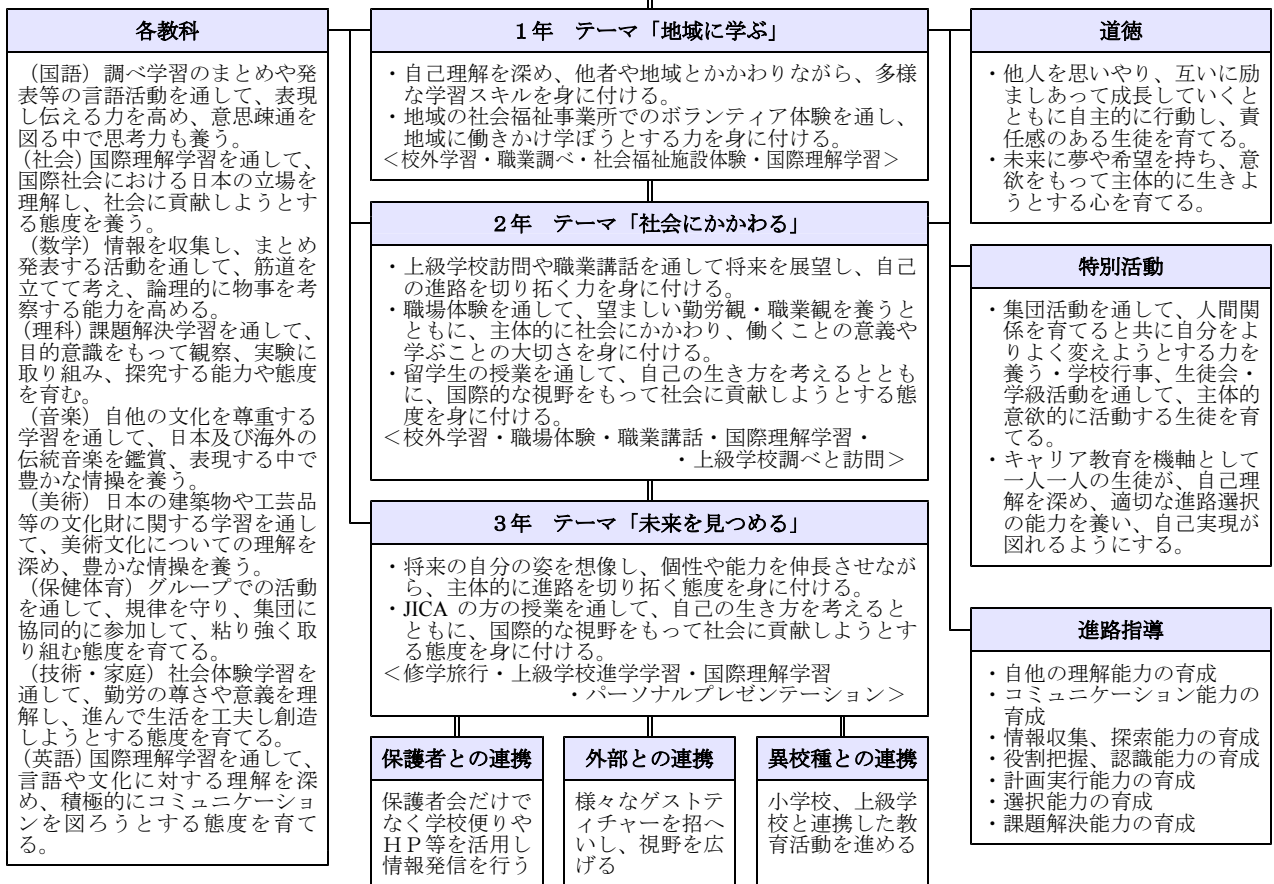 各教科
(国語)調べ学習のまとめや発
表等の言語活動を通して、表現
し伝える力を高め、意思疎通を
図る中で思考力も養う。
(社会)国際理解学習を通して、
国際社会における日本の立場を
理解し、社会に貢献しようとす
る態度を養う。
(数学)情報を収集し、まとめ
発表する活動を通して、筋道を
立てて考え、論理的に物事を考
察する能力を高める。
(理科)課題解決学習を通して、
目的意識をもって観察、実験に
取り組み、探究する能力や態度
を育む。
(音楽)自他の文化を尊重する
学習を通して、日本及び海外の
伝統音楽を鑑賞、表現する中で
豊かな情操を養う。
(美術)日本の建築物や工芸品
等の文化財に関する学習を通し
て、美術文化についての理解を
深め、豊かな情操を養う。
(保健体育)グループでの活動
を通して、規律を守り、集団に
協同的に参加して、粘り強く取
り組む態度を育てる。
(技術・家庭)社会体験学習を
通して、勤労の尊さや意義を理
解し、進んで生活を工夫し創造
しようとする態度を育てる。
(英語)国際理解学習を通して、
言語や文化に対する理解を深
め、積極的にコミュニケーショ
ンを図ろうとする態度を育て
る。
1年 テーマ「地域に学ぶ」
・自己理解を深め、他者や地域とかかわりながら、多様
な学習スキルを身に付ける。
・地域の社会福祉事業所でのボランティア体験を通し、
地域に働きかけ学ぼうとする力を身に付ける。
<校外学習・職業調べ・社会福祉施設体験・国際理解学習>
2年 テーマ「社会にかかわる」
・上級学校訪問や職業講話を通して将来を展望し、自己
の進路を切り拓く力を身に付ける。
・職場体験を通して、望ましい勤労観・職業観を養うと
ともに、主体的に社会にかかわり、働くことの意義や
学ぶことの大切さを身に付ける。
・留学生の授業を通して、自己の生き方を考えるととも
に、国際的な視野をもって社会に貢献しようとする態
度を身に付ける。
<校外学習・職場体験・職業講話・国際理解学習・
・上級学校調べと訪問>
3年 テーマ「未来を見つめる」
・将来の自分の姿を想像し、個性や能力を伸長させなが
ら、主体的に進路を切り拓く態度を身に付ける。
・JICA の方の授業を通して、自己の生き方を考えると
ともに、国際的な視野をもって社会に貢献しようとす
る態度を身に付ける。
<修学旅行・上級学校進学学習・国際理解学習
・パーソナルプレゼンテーション>
保護者との連携
保護者会だけで
なく学校便りや
HP等を活用し
情報発信を行う
外部との連携
様々なゲストテ
ィチャーを招へ
いし、視野を広
げる
異校種との連携
小学校、上級学
校と連携した教
育活動を進める
道徳
・他人を思いやり、互いに励
ましあって成長していくと
ともに自主的に行動し、責
任感のある生徒を育てる。
・未来に夢や希望を持ち、意
欲をもって主体的に生きよ
うとする心を育てる。
特別活動
・集団活動を通して、人間関
係を育てると共に自分をよ
りよく変えようとする力を
養う・学校行事、生徒会・
学級活動を通して、主体的
意欲的に活動する生徒を育
てる。
・キャリア教育を機軸として
一人一人の生徒が、自己理
解を深め、適切な進路選択
の能力を養い、自己実現が
図れるようにする。
進路指導
・自他の理解能力の育成
・コミュニケーション能力の
育成
・情報収集、探索能力の育成
・役割把握、認識能力の育成
・計画実行能力の育成
・選択能力の育成
・課題解決能力の育成